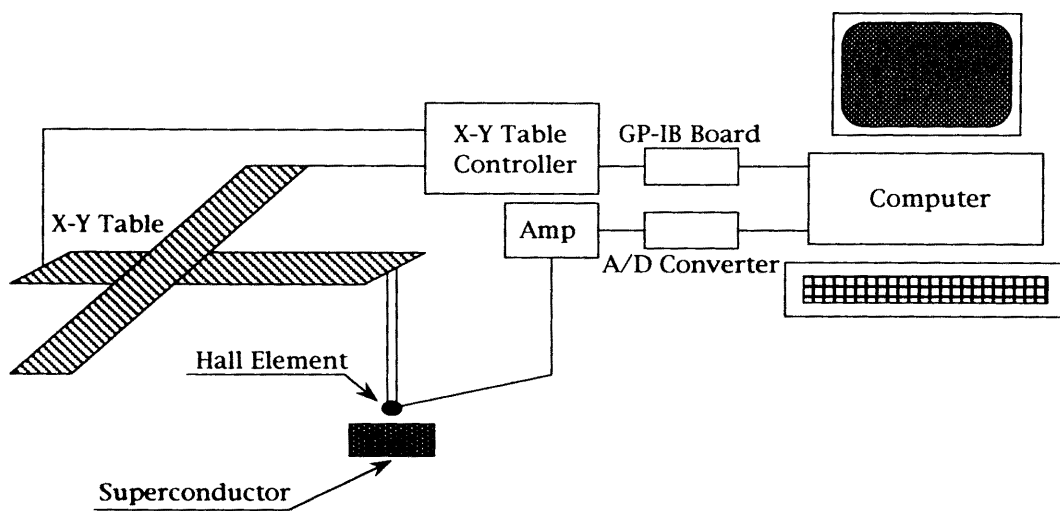 X-Y Table
Controller
GP-IB Board
Computer
X-Y Table
Amp
A/D Converter
Hall Element
Superconductor